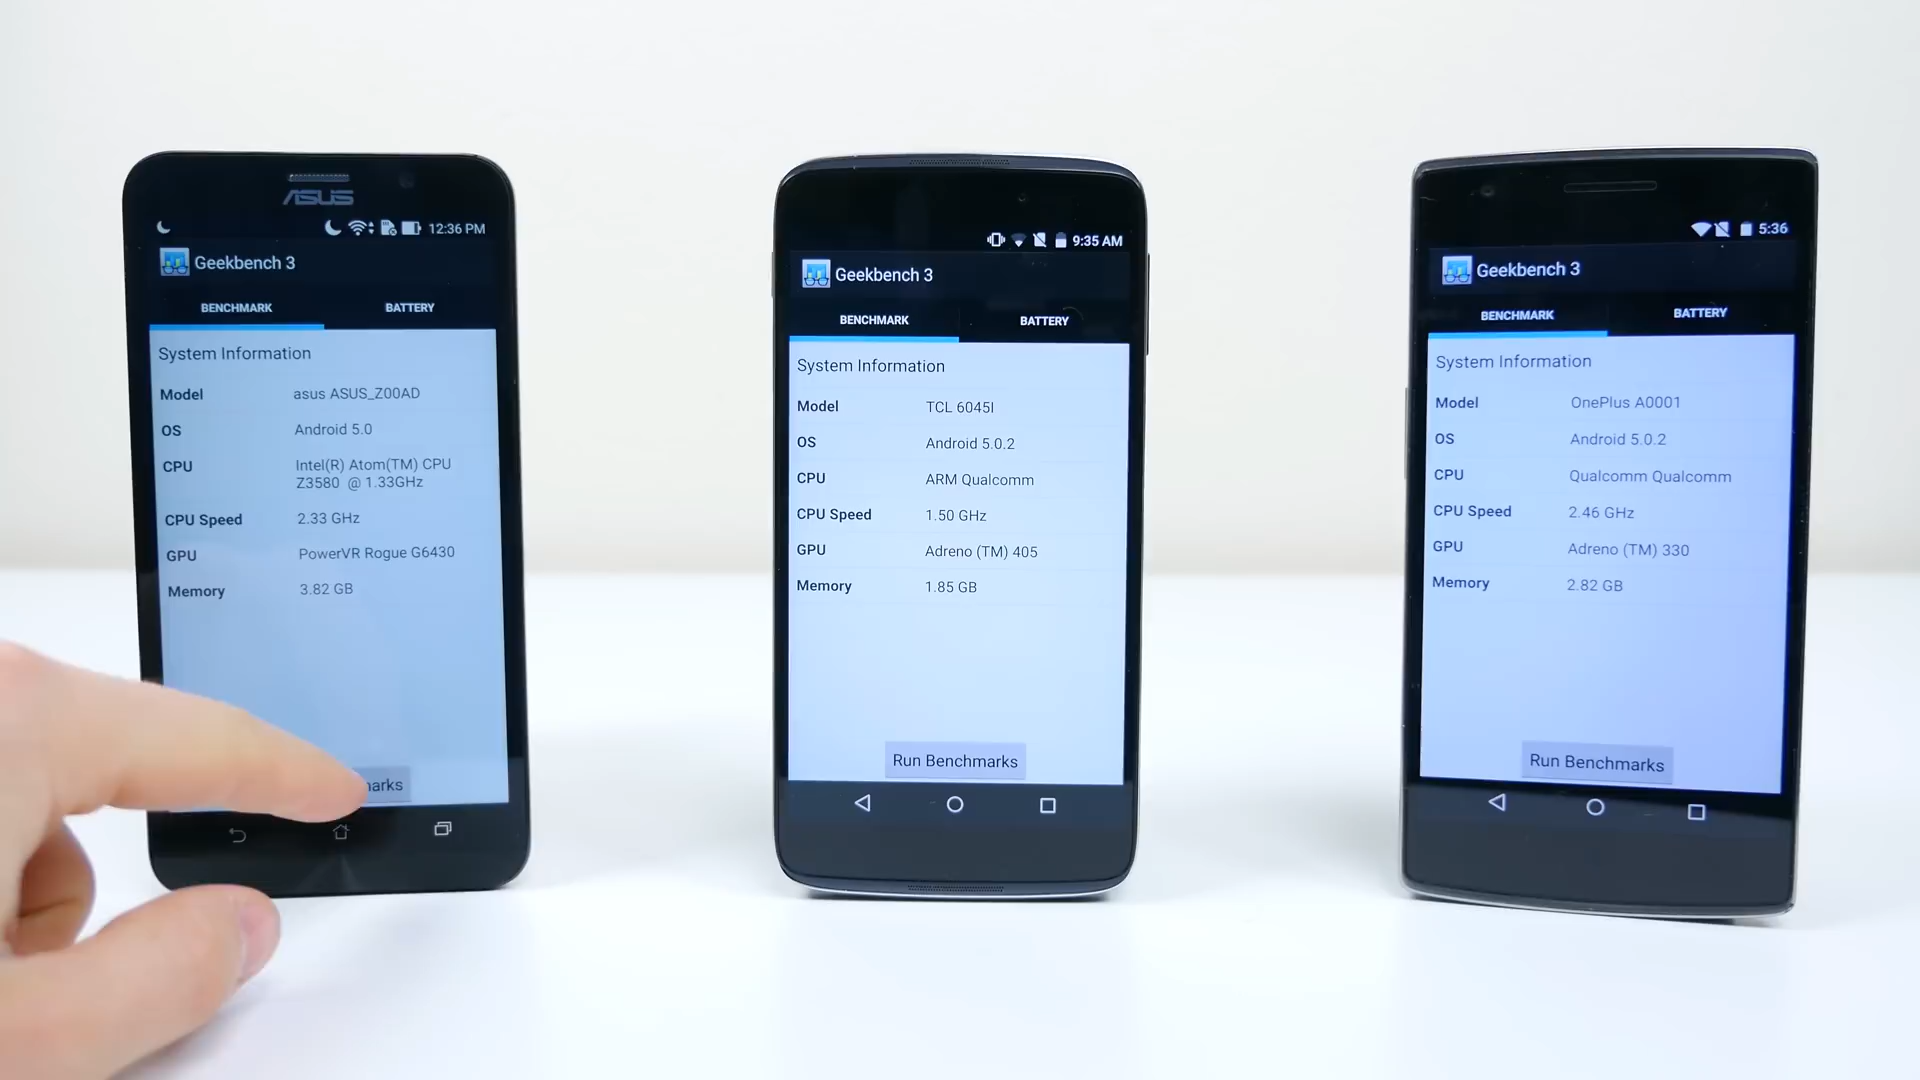 ASUS
12:36 PM
Geekbench 3
BENCHMARK BATTERY
System Information
Model asus ASUS_Z00AD
OS Android 5.0
CPU Intel(R) Atom(TM) CPU
Z3580 @ 1.33GHz
CPU Speed 2.33 GHz
GPU PowerVR Rogue G6430
Memory 3.82 GB
marks
9:35 AM
Geekbench 3
BENCHMARK BATTERY
System Information
Model TCL 6045I
OS Android 5.0.2
CPU ARM Qualcomm
CPU Speed 1.50 GHz
GPU Adreno (TM) 405
Memory 1.85 GB
Run Benchmarks
5:36
Geekbench 3
BENCHMARK BATTERY
System Information
Model OnePlus A0001
OS Android 5.0.2
CPU Qualcomm Qualcomm
CPU Speed 2.46 GHz
GPU Adreno (TM) 330
Memory 2.82 GB
Run Benchmarks